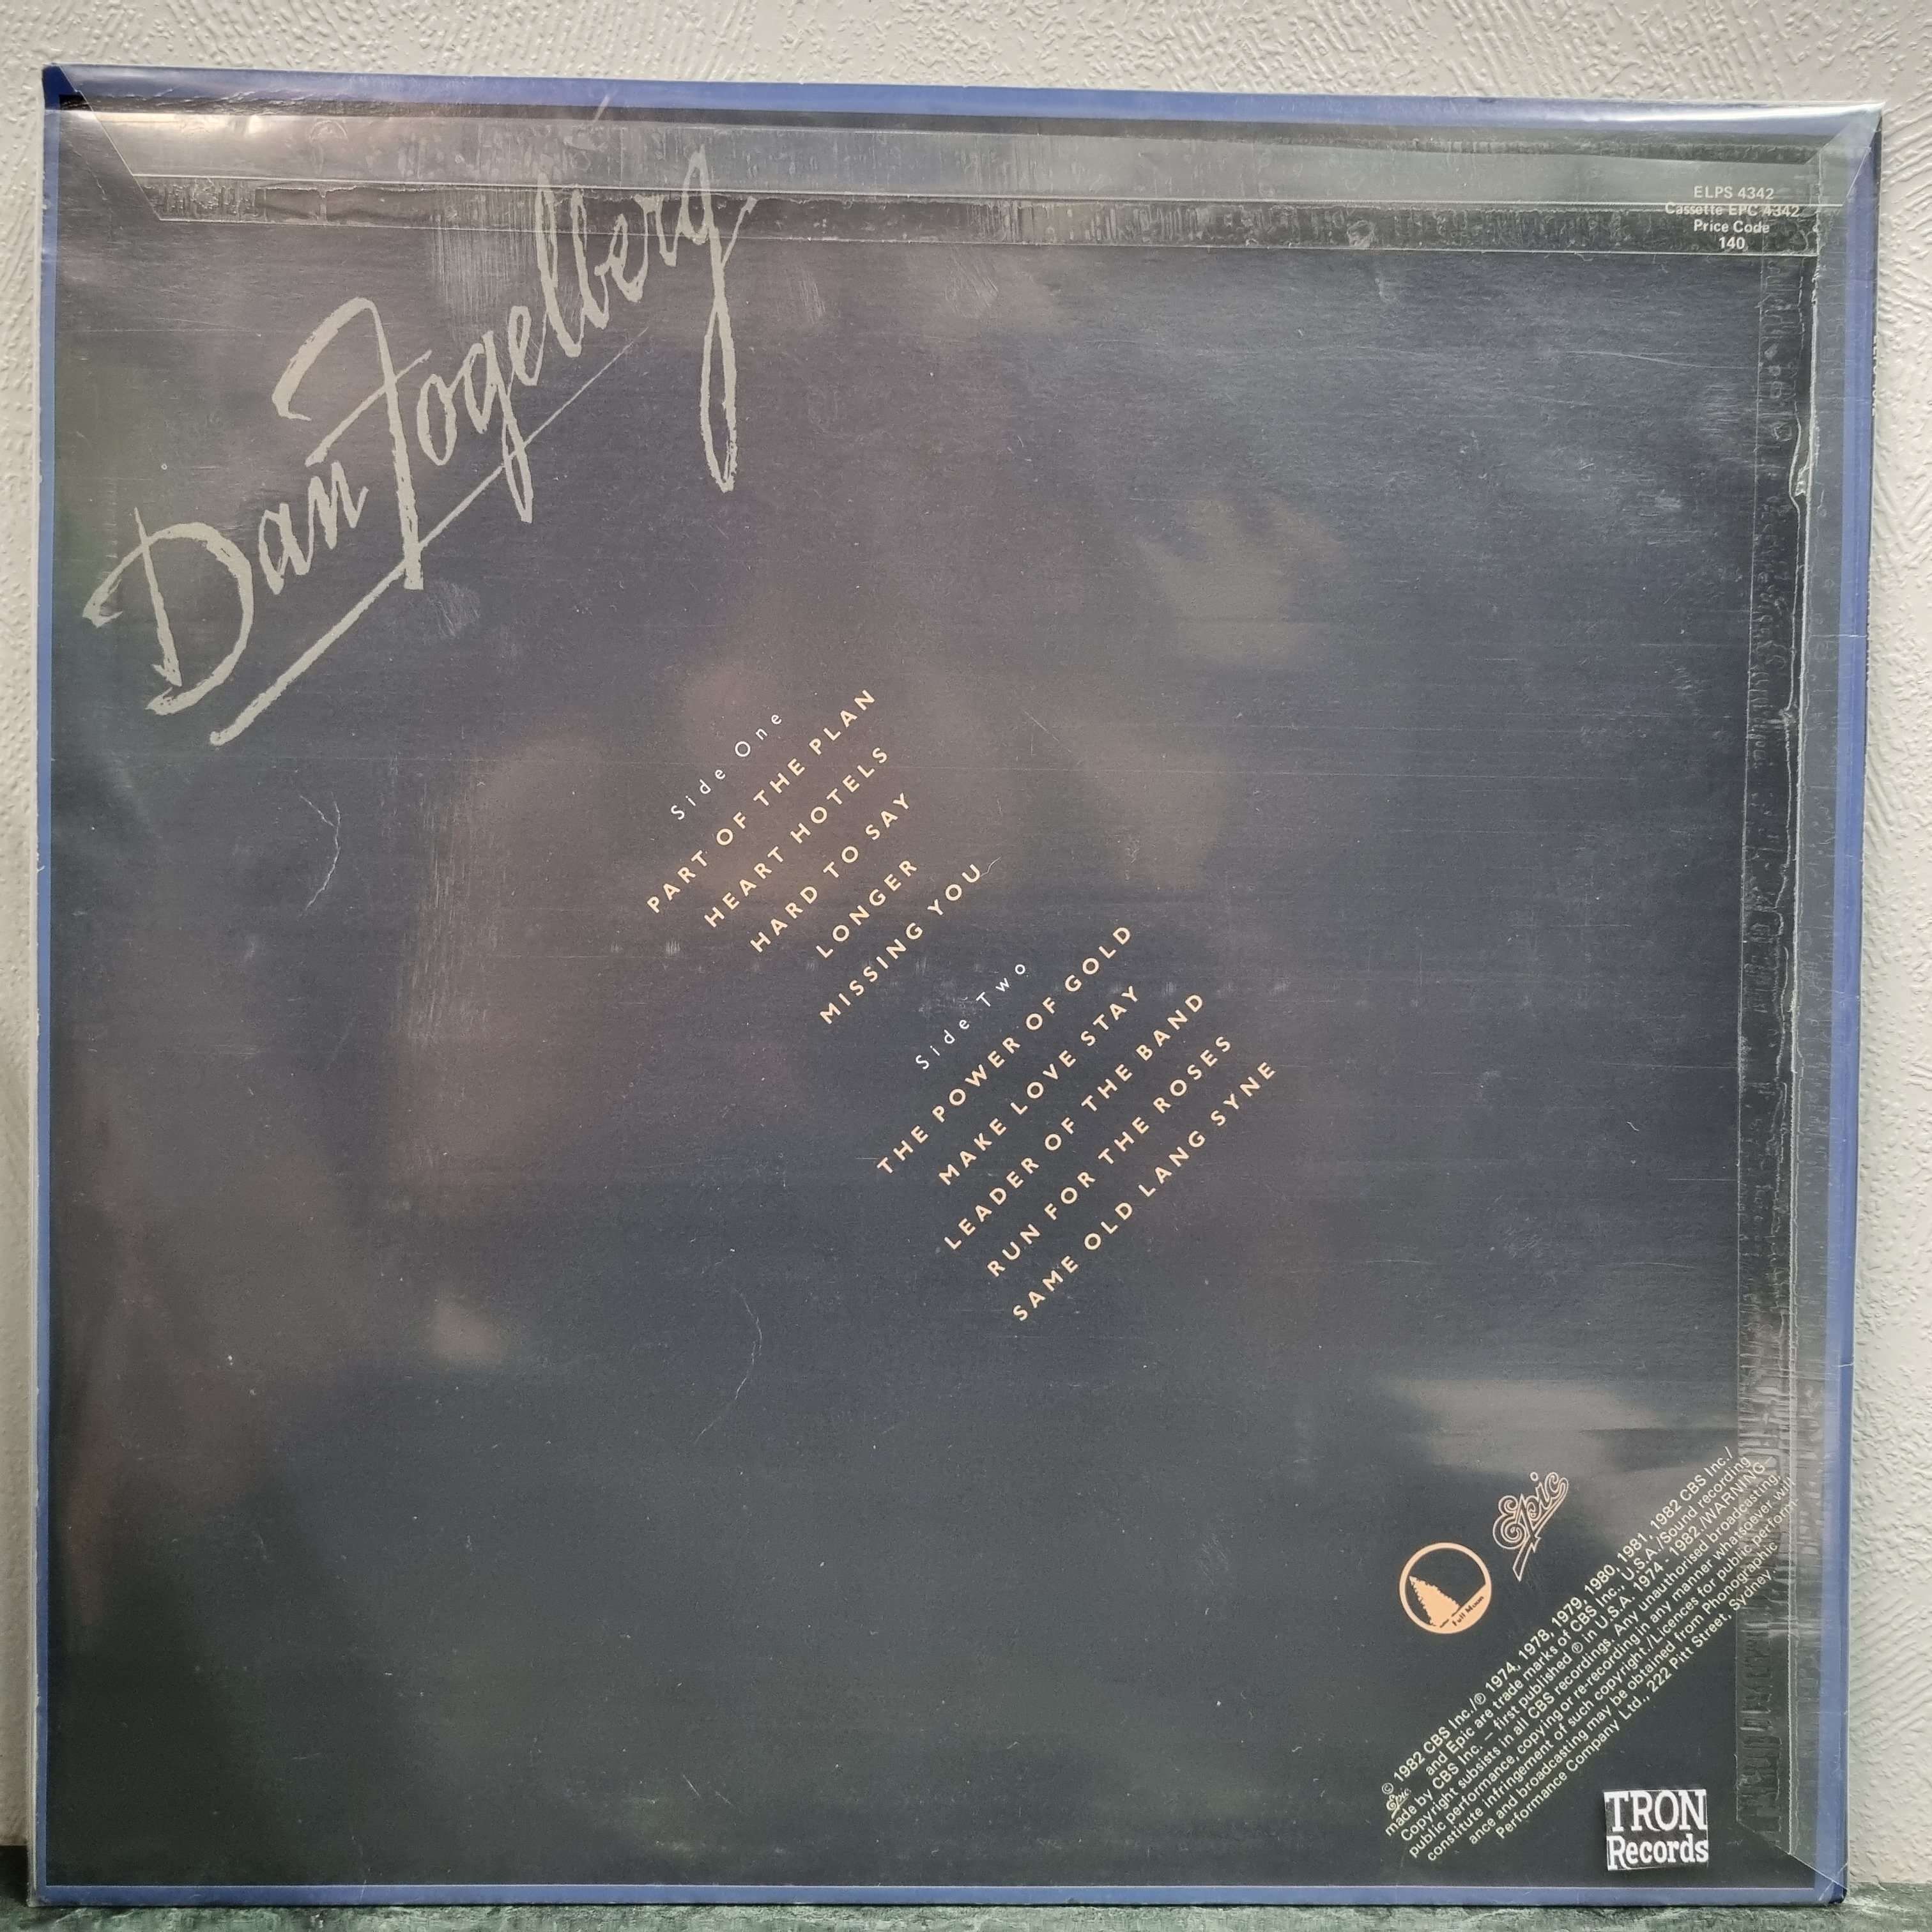 ELPS 4342
Cassette EPC 4342
Price Code
140
Dan Fogelberg
Side One
PART OF THE PLAN
HEART HOTELS
HARD TO SAY
LONGER
MISSING YOU
Side Two
THE POWER OF GOLD
MAKE LOVE STAY
LEADER OF THE BAND
RUN FOR THE ROSES
SAME OLD LANG SYNE
Epic
Full Moon
© 1982 CBS Inc./℗ 1974, 1978, 1979, 1980, 1981, 1982 CBS Inc./
Epic and Epic are trade marks of CBS Inc., U.S.A./Sound recording
made by CBS Inc. – first published ℗ in U.S.A. 1974 - 1982./WARNING
Copyright subsists in all CBS recordings. Any unauthorised broadcasting,
public performance, copying or re-recording in any manner whatsoever will
constitute infringement of such copyright./Licences for public perform-
ance and broadcasting may be obtained from Phonographic
Performance Company Ltd., 222 Pitt Street, Sydney.
TRON
Records